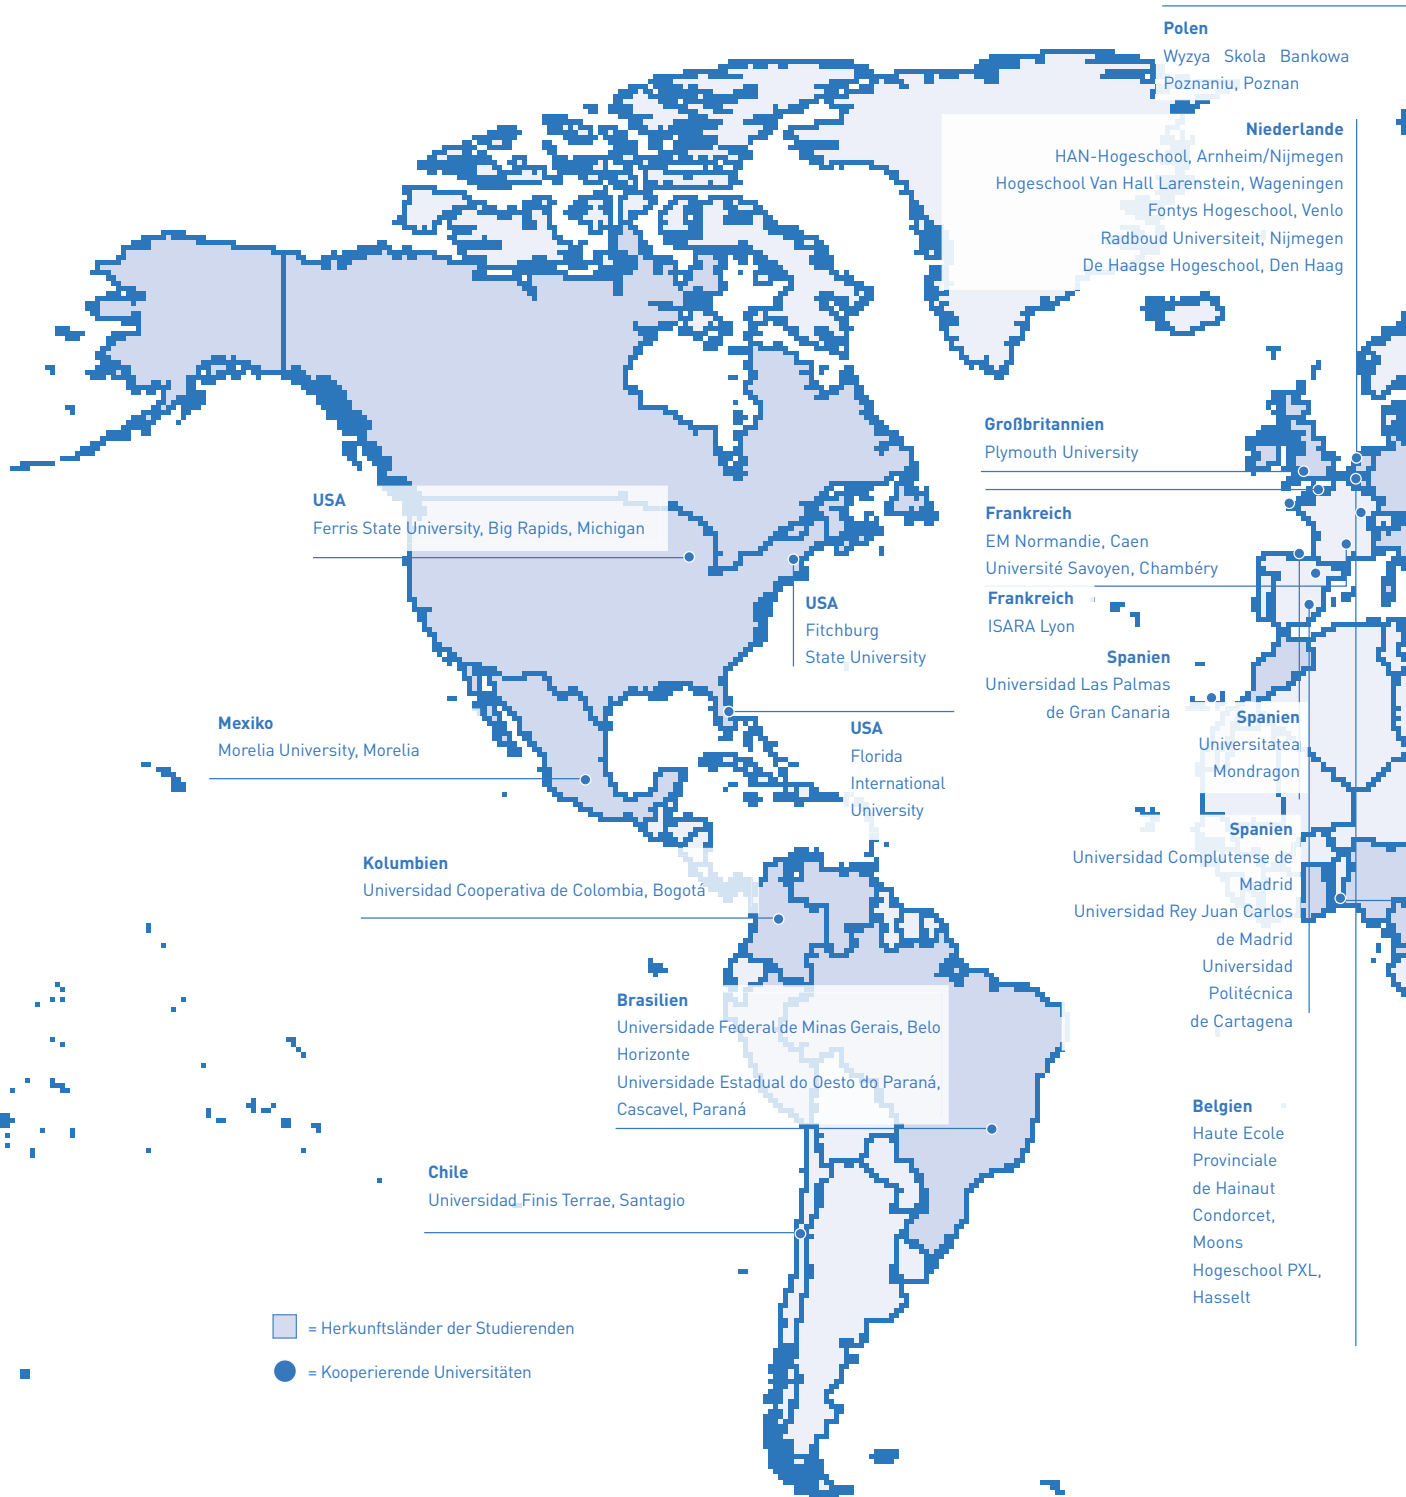 Polen
Wyzya Skola Bankowa
Poznaniu, Poznan
Niederlande
HAN-Hogeschool, Arnheim/Nijmegen
Hogeschool Van Hall Larenstein, Wageningen
Fontys Hogeschool, Venlo
Radboud Universiteit, Nijmegen
De Haagse Hogeschool, Den Haag
Großbritannien
Plymouth University
USA
Ferris State University, Big Rapids, Michigan
Frankreich
EM Normandie, Caen
Université Savoyen, Chambéry
Frankreich
ISARA Lyon
USA
Fitchburg
State University
Spanien
Universidad Las Palmas
de Gran Canaria
Spanien
Universitatea
Mondragon
Mexiko
Morelia University, Morelia
USA
Florida
International
University
Spanien
Universidad Complutense de
Madrid
Universidad Rey Juan Carlos
de Madrid
Universidad
Politécnica
de Cartagena
Kolumbien
Universidad Cooperativa de Colombia, Bogotá
Brasilien
Universidade Federal de Minas Gerais, Belo
Horizonte
Universidade Estadual do Oesto do Paraná,
Cascavel, Paraná
Belgien
Haute Ecole
Provinciale
de Hainaut
Condorcet,
Moons
Hogeschool PXL,
Hasselt
Chile
Universidad Finis Terrae, Santagio
= Herkunftsländer der Studierenden
= Kooperierende Universitäten